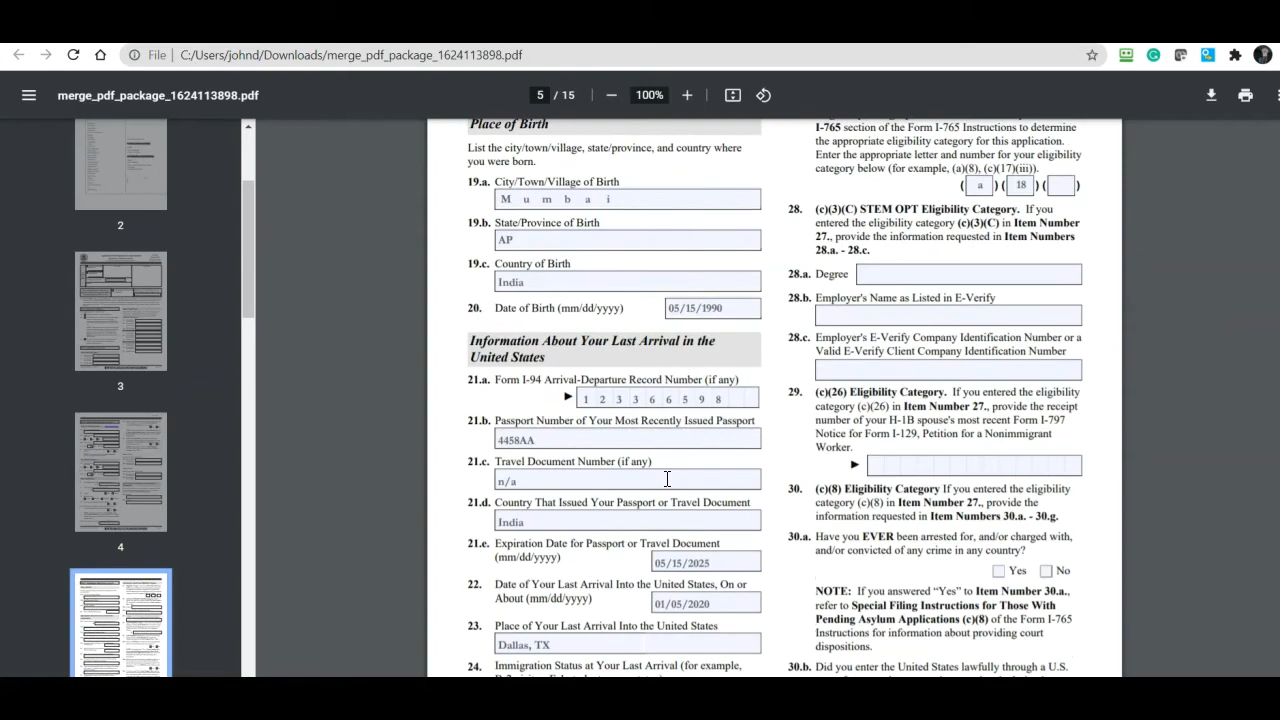 File C:/Users/johnd/Downloads/merge_pdf_package_1624113898.pdf
merge_pdf_package_1624113898.pdf
5 / 15
100%
2
3
4
Place of Birth
List the city/town/village, state/province, and country where
you were born.
19.a. City/Town/Village of Birth
M u m b a i
19.b. State/Province of Birth
AP
19.c. Country of Birth
India
20. Date of Birth (mm/dd/yyyy) 05/15/1990
Information About Your Last Arrival in the
United States
21.a. Form I-94 Arrival-Departure Record Number (if any)
1 2 3 3 6 6 5 9 8
21.b. Passport Number of Your Most Recently Issued Passport
4458AA
21.c. Travel Document Number (if any)
n/a
21.d. Country That Issued Your Passport or Travel Document
India
21.e. Expiration Date for Passport or Travel Document
(mm/dd/yyyy) 05/15/2025
22. Date of Your Last Arrival Into the United States, On or
About (mm/dd/yyyy) 01/05/2020
23. Place of Your Last Arrival Into the United States
Dallas, TX
24. Immigration Status at Your Last Arrival (for example,
I-765 section of the Form I-765 Instructions to determine
the appropriate eligibility category for this application.
Enter the appropriate letter and number for your eligibility
category below (for example, (a)(8), (c)(17)(iii)).
( a ) ( 18 ) ( )
28. (c)(3)(C) STEM OPT Eligibility Category. If you
entered the eligibility category (c)(3)(C) in Item Number
27., provide the information requested in Item Numbers
28.a. - 28.c.
28.a. Degree
28.b. Employer's Name as Listed in E-Verify
28.c. Employer's E-Verify Company Identification Number or a
Valid E-Verify Client Company Identification Number
29. (c)(26) Eligibility Category. If you entered the eligibility
category (c)(26) in Item Number 27., provide the receipt
number of your H-1B spouse's most recent Form I-797
Notice for Form I-129, Petition for a Nonimmigrant
Worker.
30. (c)(8) Eligibility Category If you entered the eligibility
category (c)(8) in Item Number 27., provide the
information requested in Item Numbers 30.a. - 30.g.
30.a. Have you EVER been arrested for, and/or charged with,
and/or convicted of any crime in any country?
Yes No
NOTE: If you answered “Yes” to Item Number 30.a.,
refer to Special Filing Instructions for Those With
Pending Asylum Applications (c)(8) of the Form I-765
Instructions for information about providing court
dispositions.
30.b. Did you enter the United States lawfully through a U.S.